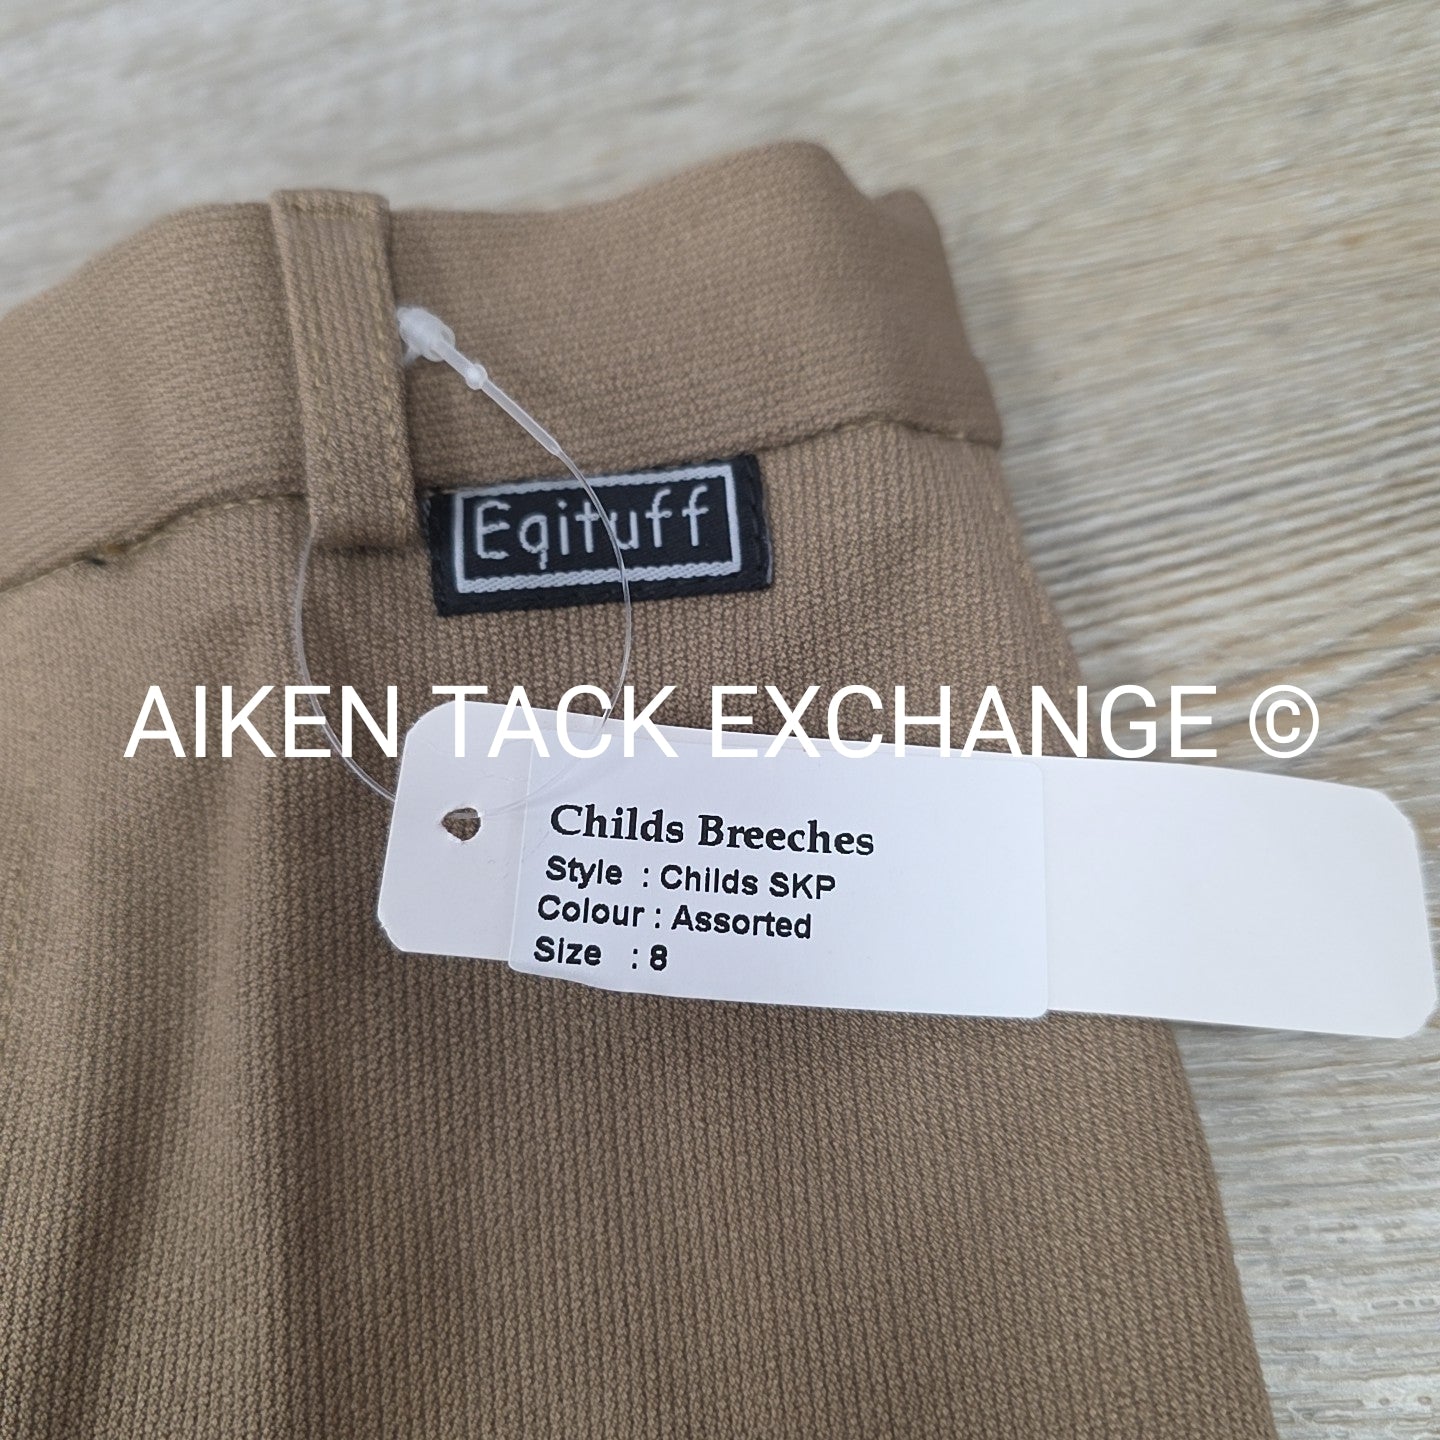 Eqituff
AIKEN TACK EXCHANGE ©
Childs Breeches
Style : Childs SKP
Colour : Assorted
Size : 8